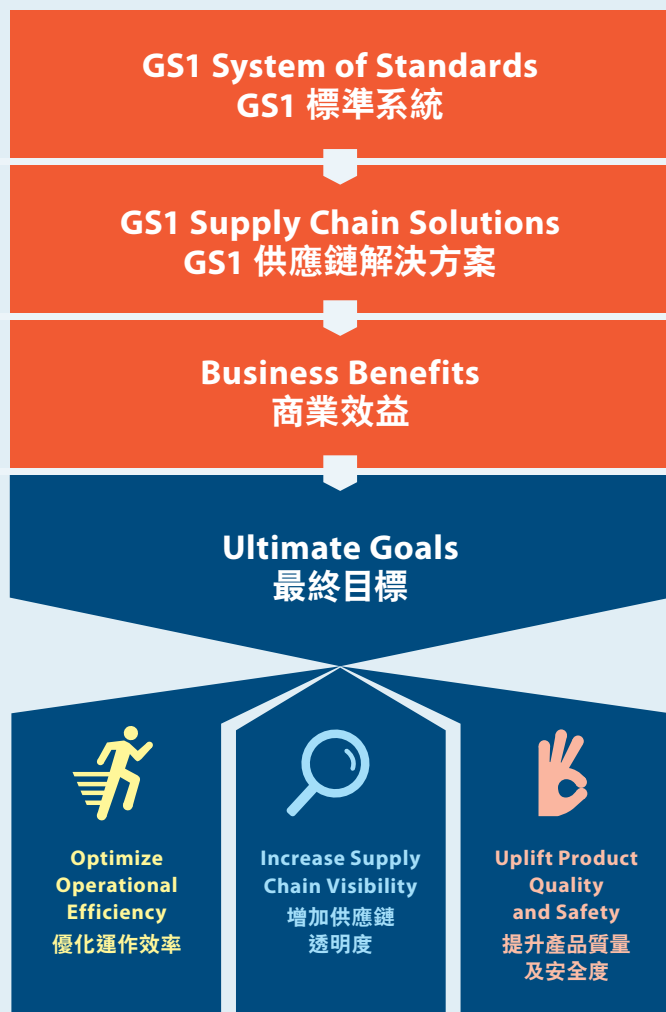 GS1 System of Standards
GS1 標準系統
GS1 Supply Chain Solutions
GS1 供應鏈解決方案
Business Benefits
商業效益
Ultimate Goals
最終目標
Optimize
Operational
Efficiency
優化運作效率
Increase Supply
Chain Visibility
增加供應鏈
透明度
Uplift Product
Quality
and Safety
提升產品質量
及安全度